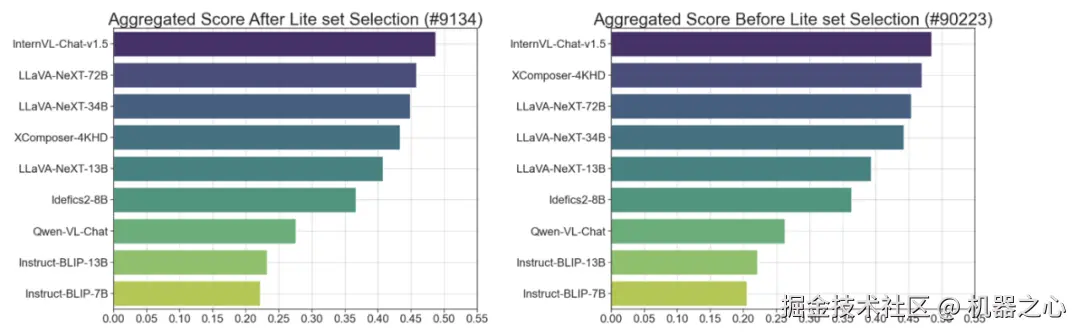 Aggregated Score After Lite set Selection (#9134)
InternVL-Chat-v1.5
LLaVA-NeXT-72B
LLaVA-NeXT-34B
XComposer-4KHD
LLaVA-NeXT-13B
Idefics2-8B
Qwen-VL-Chat
Instruct-BLIP-13B
Instruct-BLIP-7B
0.00 0.05 0.10 0.15 0.20 0.25 0.30 0.35 0.40 0.45 0.50 0.55
Aggregated Score Before Lite set Selection (#90223)
InternVL-Chat-v1.5
XComposer-4KHD
LLaVA-NeXT-72B
LLaVA-NeXT-34B
LLaVA-NeXT-13B
Idefics2-8B
Qwen-VL-Chat
Instruct-BLIP-13B
Instruct-BLIP-7B
0.00 0.05 0.10 0.15 0.20 0.25 0.30 0.35 0.40 0.45 0.50 0.55
掘金技术社区 @ 机器之心